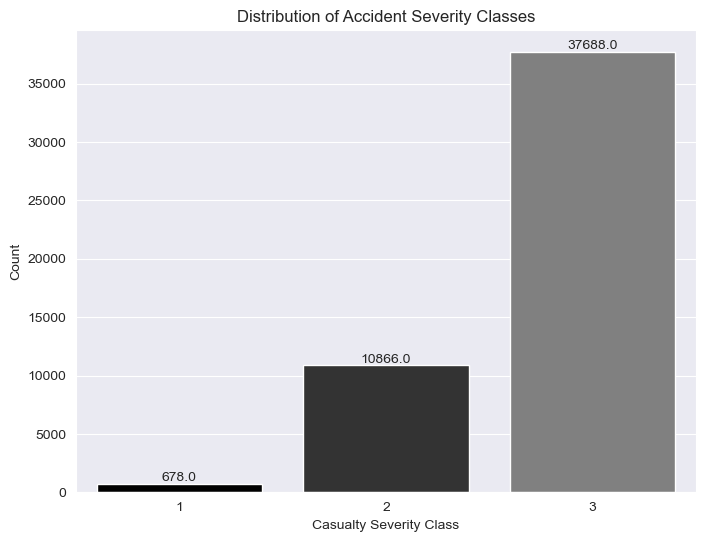 Distribution of Accident Severity Classes
37688.0
35000
30000
25000
20000
15000
10866.0
10000
5000
678.0
0
Count
1 2 3
Casualty Severity Class